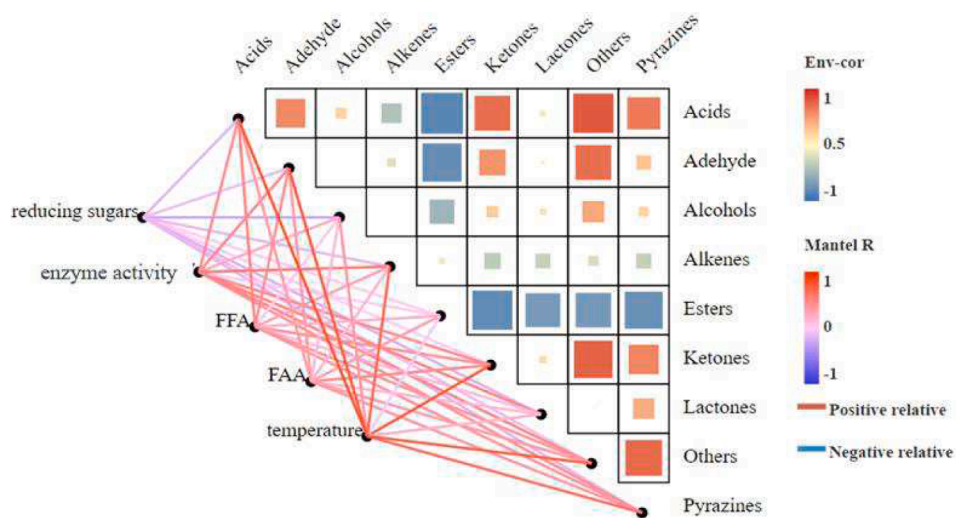 Acids
Adehyde
Alcohols
Alkenes
Esters
Ketones
Lactones
Others
Pyrazines
Env-cor
1
0.5
-1
Acids
Adehyde
Alcohols
Alkenes
Esters
Ketones
Lactones
Others
Pyrazines
reducing sugars
enzyme activity
FFA
FAA
temperature
Mantel R
1
0
-1
Positive relative
Negative relative